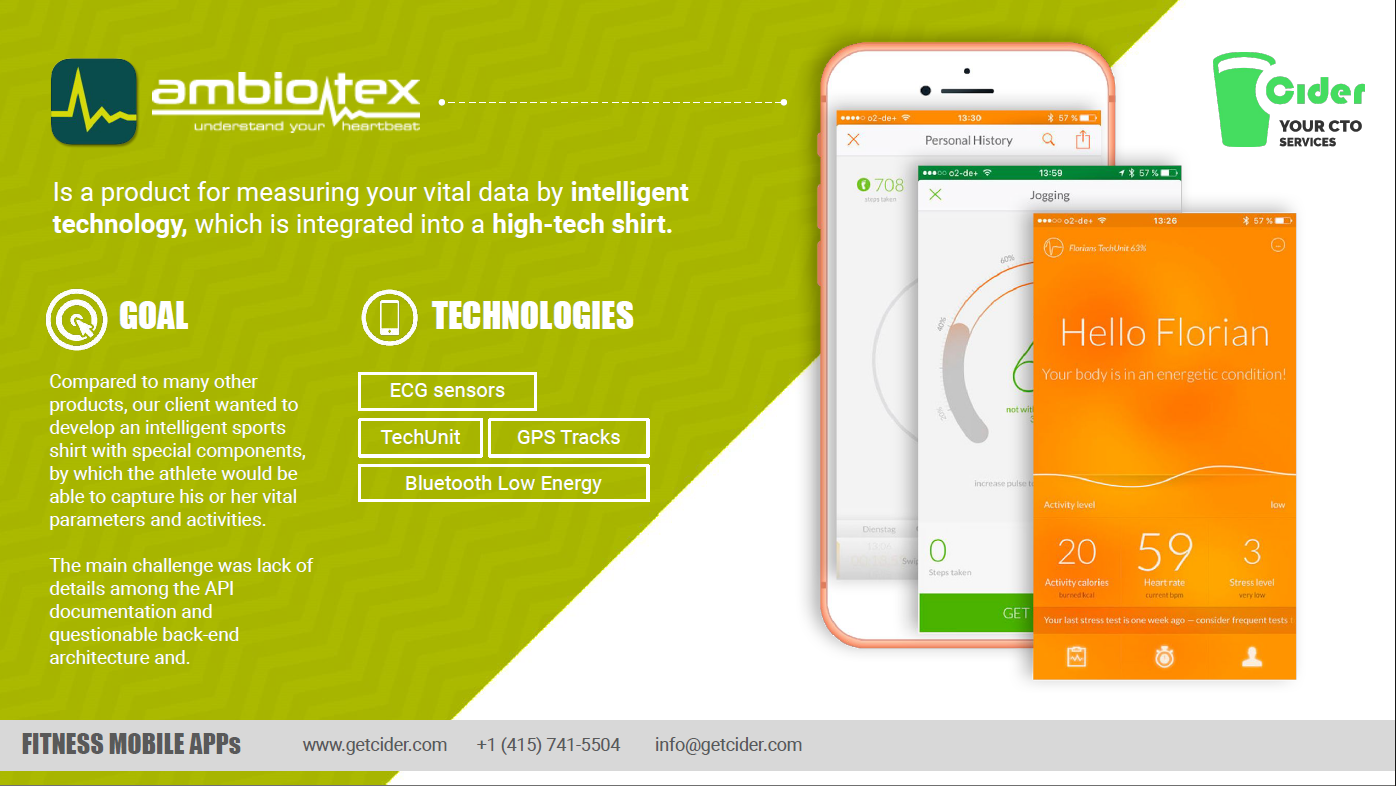 ambiotex
understand your heartbeat
Cider
YOUR CTO
SERVICES
Is a product for measuring your vital data by intelligent
technology, which is integrated into a high-tech shirt.
GOAL
Compared to many other
products, our client wanted to
develop an intelligent sports
shirt with special components,
by which the athlete would be
able to capture his or her vital
parameters and activities.
The main challenge was lack of
details among the API
documentation and
questionable back-end
architecture and.
TECHNOLOGIES
ECG sensors
TechUnit GPS Tracks
Bluetooth Low Energy
o2-de+ 13:30 57 %
Personal History
708
steps taken
Dienstag
13.06
o2-de+ 13:59 57 %
Jogging
60%
40%
20%
not with
increase pulse to
0
Steps taken
GET
o2-de+ 13:26 57 %
Florians TechUnit 63%
Hello Florian
Your body is in an energetic condition!
Activity level low
20 59 3
Activity calories Heart rate Stress level
burned kcal current bpm very low
Your last stress test is one week ago — consider frequent tests
FITNESS MOBILE APPs www.getcider.com +1 (415) 741-5504 info@getcider.com